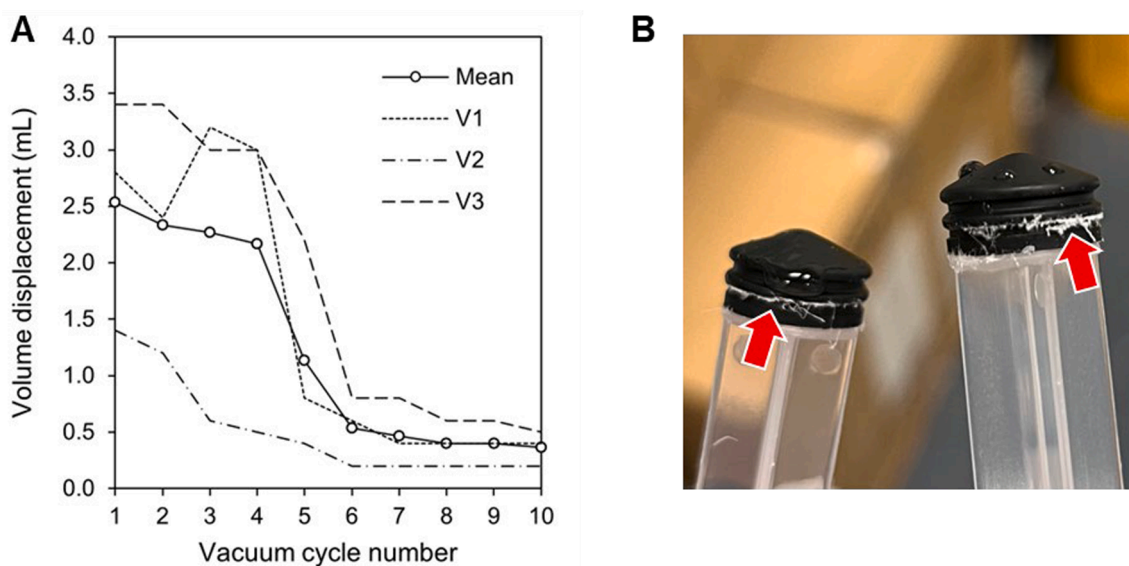 A
B
4.0
3.5
3.0
2.5
2.0
1.5
1.0
0.5
0.0
Volume displacement (mL)
Mean
V1
V2
V3
1 2 3 4 5 6 7 8 9 10
Vacuum cycle number